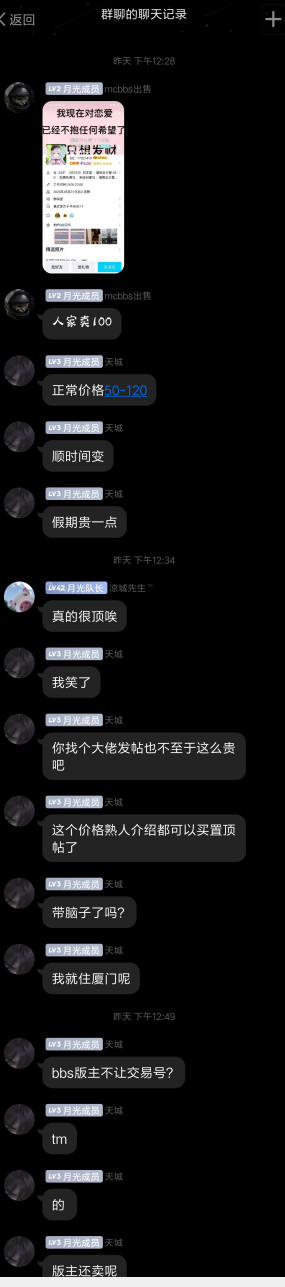 返回
群聊的聊天记录
昨天 下午12:28
LV2 月光成员 mcbbs出售
我现在对恋爱
已经不抱任何希望了
只想发财
精选照片
加好友
送礼物
LV2 月光成员 mcbbs出售
人家卖100
LV3 月光成员 天城
正常价格50-120
LV3 月光成员 天城
顺时间变
LV3 月光成员 天城
假期贵一点
昨天 下午12:34
LV42 月光队长 凉城先生
真的很顶唉
LV3 月光成员 天城
我笑了
LV3 月光成员 天城
你找个大佬发帖也不至于这么贵
吧
LV3 月光成员 天城
这个价格熟人介绍都可以买置顶
帖了
LV3 月光成员 天城
带脑子了吗?
LV3 月光成员 天城
我就住厦门呢
昨天 下午12:49
LV3 月光成员 天城
bbs版主不让交易号?
LV3 月光成员 天城
tm
LV3 月光成员 天城
的
LV3 月光成员 天城
版主还卖呢